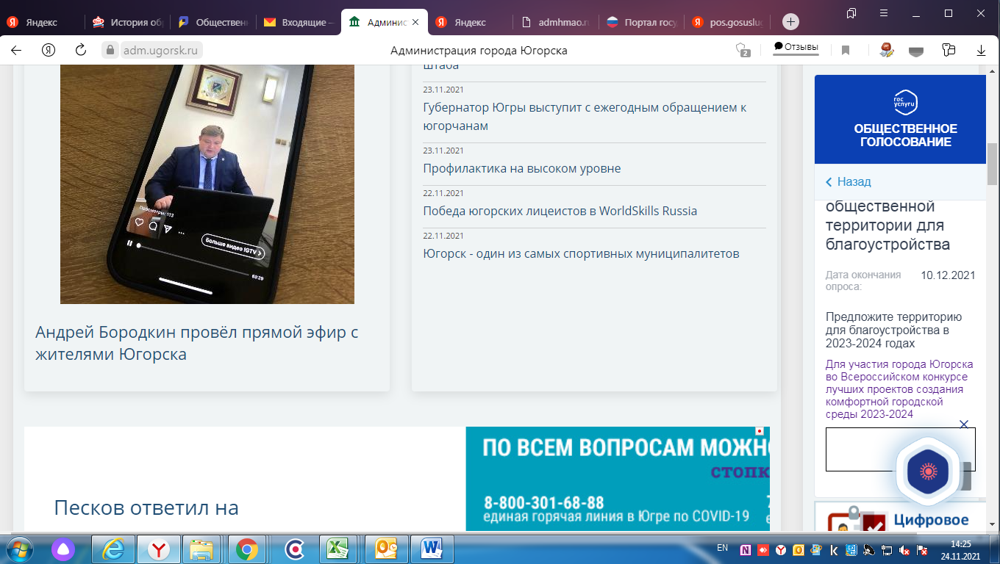 Яндекс
История об
Обществен
Входящие —
Админис
Яндекс
admhmao.r
Портал госу
pos.gosuslug
adm.ugorsk.ru
Администрация города Югорска
2
Отзывы
штаба
23.11.2021
Губернатор Югры выступит с ежегодным обращением к
югорчанам
23.11.2021
Профилактика на высоком уровне
22.11.2021
Победа югорских лицеистов в WorldSkills Russia
22.11.2021
Югорск - один из самых спортивных муниципалитетов
Просмотры: 113
Больше видео IGTV
63:29
Андрей Бородкин провёл прямой эфир с
жителями Югорска
Песков ответил на
ПО ВСЕМ ВОПРОСАМ МОЖНО
СТОПК
8-800-301-68-88
единая горячая линия в Югре по COVID-19
гос
услуги
ОБЩЕСТВЕННОЕ
ГОЛОСОВАНИЕ
Назад
общественной
территории для
благоустройства
Дата окончания
опроса:
10.12.2021
Предложите территорию
для благоустройства в
2023-2024 годах
Для участия города Югорска
во Всероссийском конкурсе
лучших проектов создания
комфортной городской
среды 2023-2024
Цифровое
EN
14:25
24.11.2021